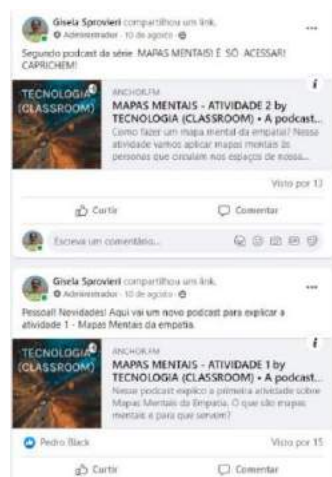 Gisela Sprovieri compartilhou um link.
Administrador · 10 de agosto ·
Segundo podcast da série MAPAS MENTAIS! É SÓ ACESSAR!
CAPRICHEM!
TECNOLOGIA
(CLASSROOM)
ANCHOR.FM
MAPAS MENTAIS - ATIVIDADE 2 by
TECNOLOGIA (CLASSROOM) • A podcast...
Como fazer um mapa mental da empatia? Nessa
atividade vamos aplicar mapas mentais às
personas que circulam nos espaços de nossa...
Visto por 13
Curtir
Comentar
Escreva um comentário...
Gisela Sprovieri compartilhou um link.
Administrador · 10 de agosto ·
Pessoal! Novidades! Aqui vai um novo podcast para explicar a
atividade 1 - Mapas Mentais da empatia.
TECNOLOGIA
(CLASSROOM)
ANCHOR.FM
MAPAS MENTAIS - ATIVIDADE 1 by
TECNOLOGIA (CLASSROOM) • A podcast...
Nesse podcast explico a primeira atividade sobre
Mapas Mentais da Empatia. O que são mapas
mentais e para que servem?
Pedro Black
Visto por 15
Curtir
Comentar